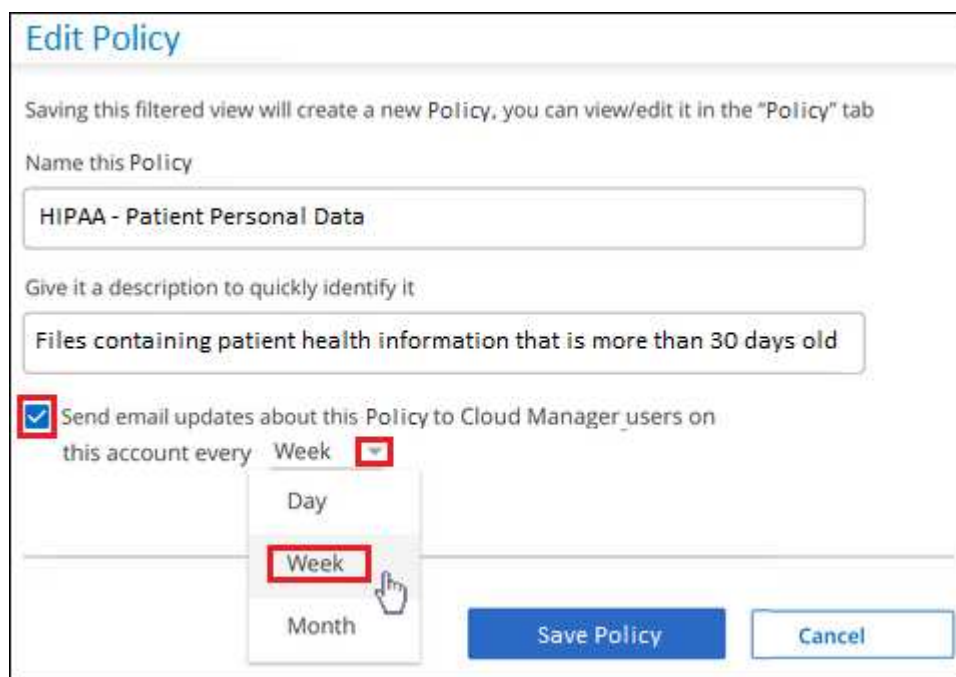 Edit Policy
Saving this filtered view will create a new Policy, you can view/edit it in the “Policy” tab
Name this Policy
HIPAA - Patient Personal Data
Give it a description to quickly identify it
Files containing patient health information that is more than 30 days old
Send email updates about this Policy to Cloud Manager users on
this account every Week
Day
Week
Month
Save Policy
Cancel